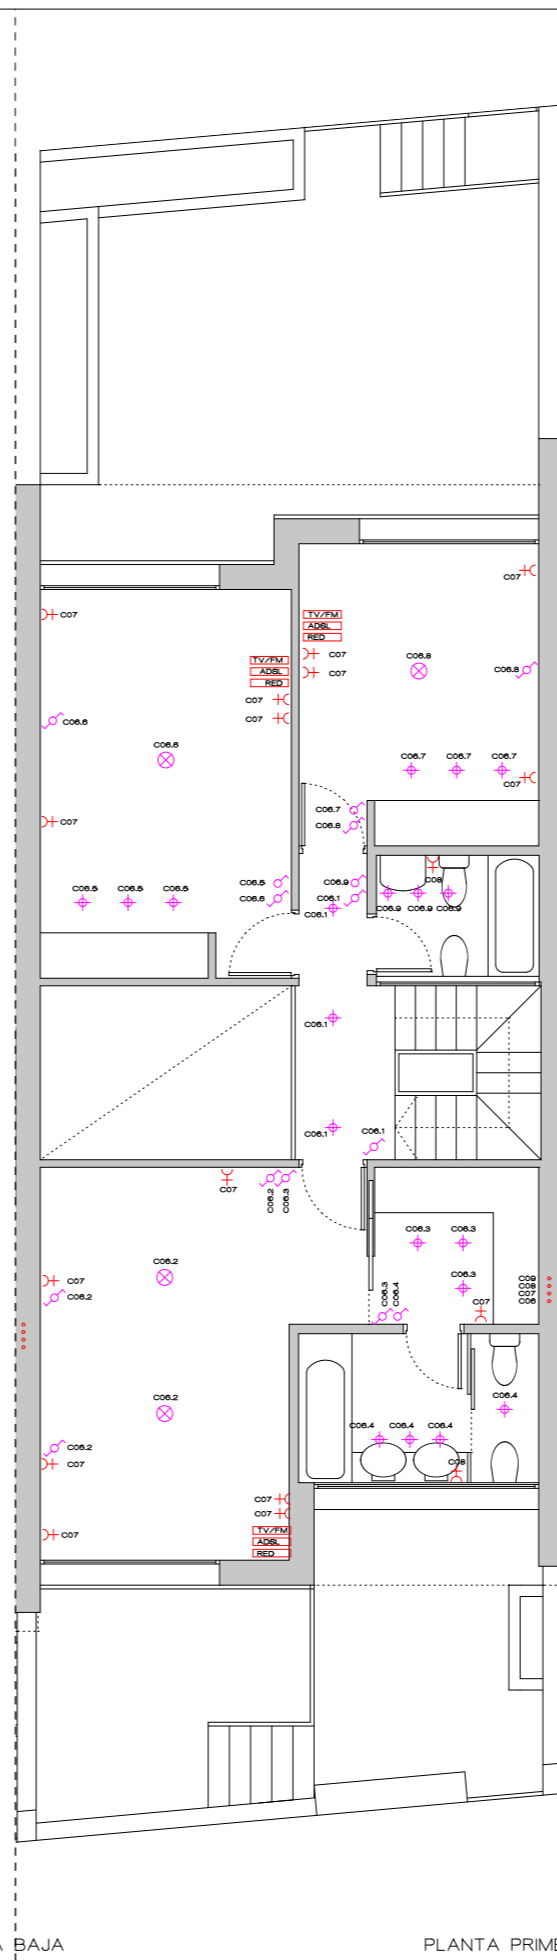 C07
TV/FM
ADSL
RED
C07
C07
C06.8
C06.8
C07
TV/FM
ADSL
RED
C07
C07
C06.6
C06.6
C06.7 C06.7 C06.7
C07
C06.7
C06.8
C07
C08
C06.5 C06.5 C06.5
C06.5
C06.6
C06.9
C06.1
C06.1
C06.9 C06.9 C06.9
C06.1
C06.1
C06.1
C07
C06.2
C06.3
C06.3 C06.3
C06.2
C07
C06.2
C06.3
C09
C08
C07
C06
C06.3
C06.4
C07
C06.2
C06.4
C06.4 C06.4 C06.4
C06.2
C07
C08
C07
C07
C07
TV/FM
ADSL
RED
A BAJA
PLANTA PRIME